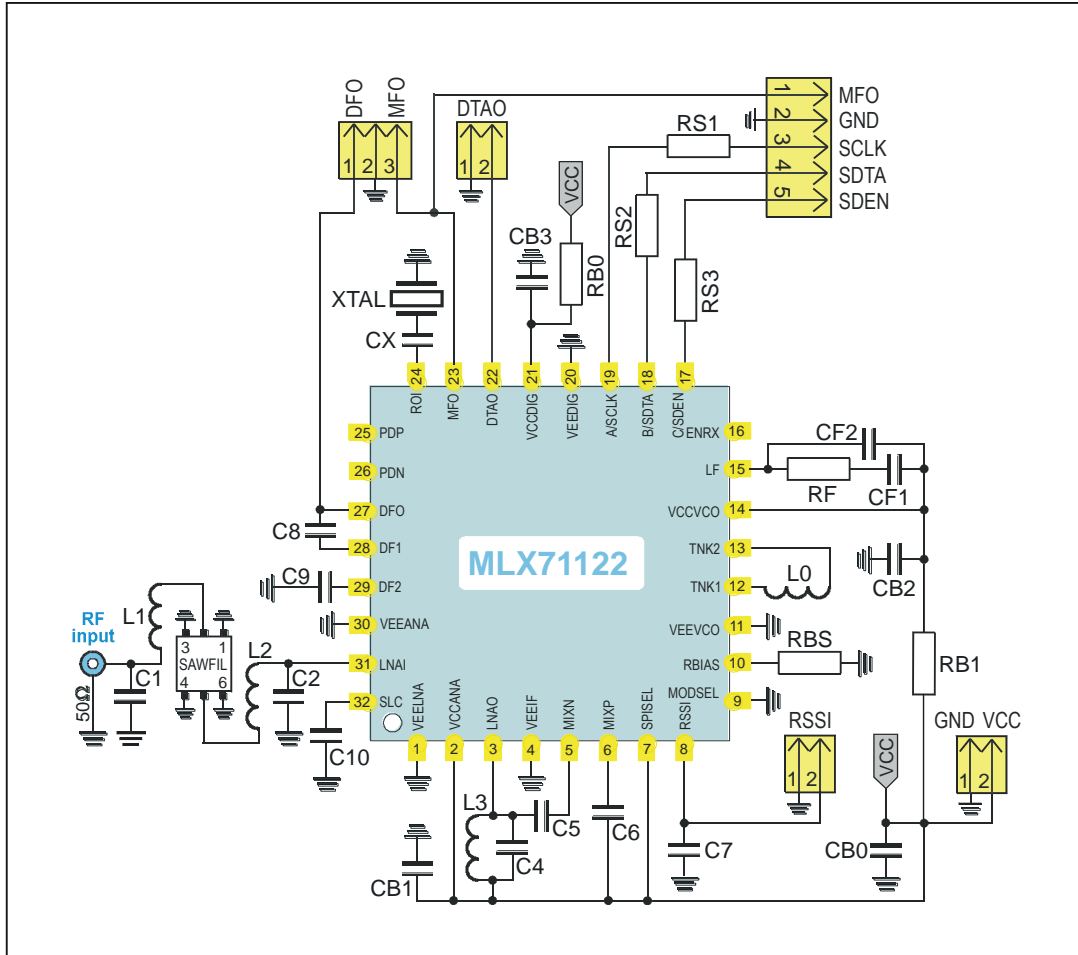 DFO
MFO
DTAO
1
2
3
1
2
1 MFO
2 GND
3 SCLK
4 SDTA
5 SDEN
RS1
RS2
RS3
VCC
CB3
RB0
XTAL
CX
24
23
22
21
20
19
18
17
ROI
MFO
DTAO
VCCDIG
VEEDIG
A/SCLK
B/SDTA
C/SDEN
25 PDP
26 PDN
27 DFO
28 DF1
29 DF2
30 VEEANA
31 LNAI
32 SLC
ENRX 16
LF 15
VCCVCO 14
TNK2 13
TNK1 12
VEEVCO 11
RBIAS 10
MODSEL 9
MLX71122
CF2
RF
CF1
CB2
L0
RBS
RB1
C8
C9
L1
RF
input
50Ω
C1
3
1
SAWFIL
4
6
L2
C2
C10
VEELNA
VCCANA
LNAO
VEEIF
MIXN
MIXP
SPISEL
RSSI
1
2
3
4
5
6
7
8
L3
C5
C4
C6
CB1
C7
RSSI
1
2
VCC
CB0
GND VCC
1
2